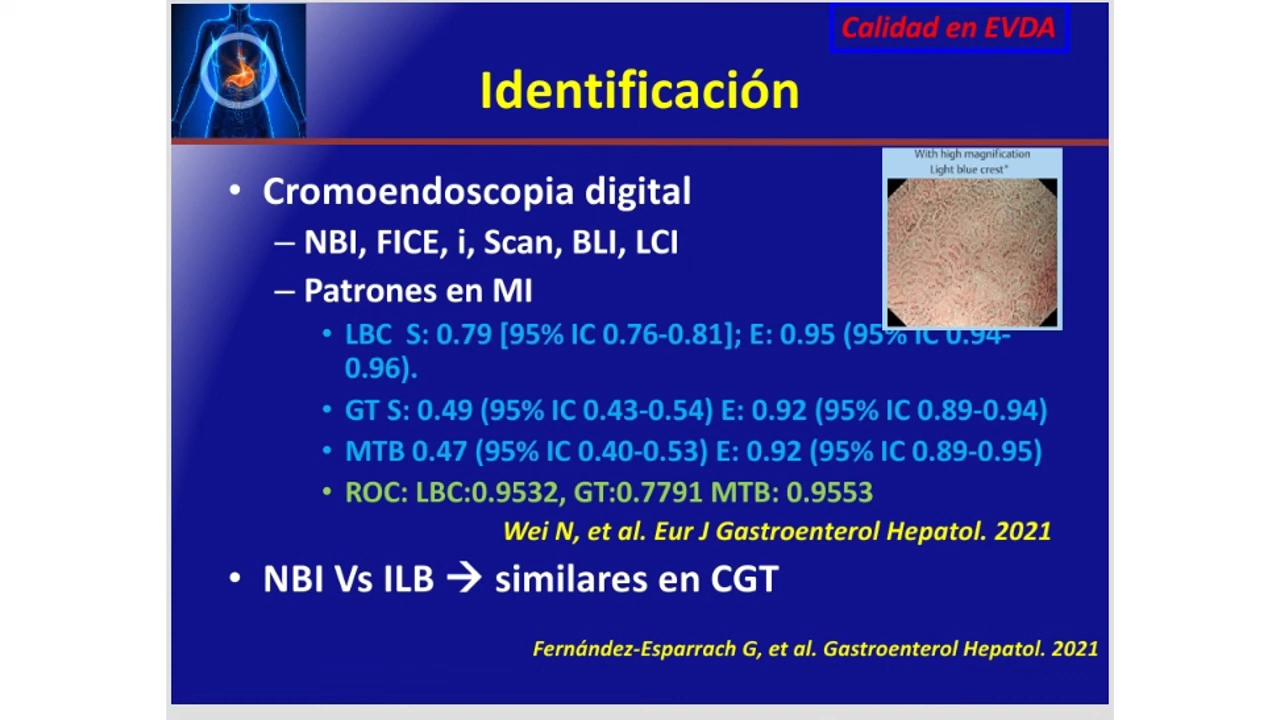 Calidad en EVDA
Identificación
With high magnification
Light blue crest*
• Cromoendoscopia digital
– NBI, FICE, i, Scan, BLI, LCI
– Patrones en MI
• LBC S: 0.79 [95% IC 0.76-0.81]; E: 0.95 (95% IC 0.94-
0.96).
• GT S: 0.49 (95% IC 0.43-0.54) E: 0.92 (95% IC 0.89-0.94)
• MTB 0.47 (95% IC 0.40-0.53) E: 0.92 (95% IC 0.89-0.95)
• ROC: LBC:0.9532, GT:0.7791 MTB: 0.9553
Wei N, et al. Eur J Gastroenterol Hepatol. 2021
• NBI Vs ILB → similares en CGT
Fernández-Esparrach G, et al. Gastroenterol Hepatol. 2021